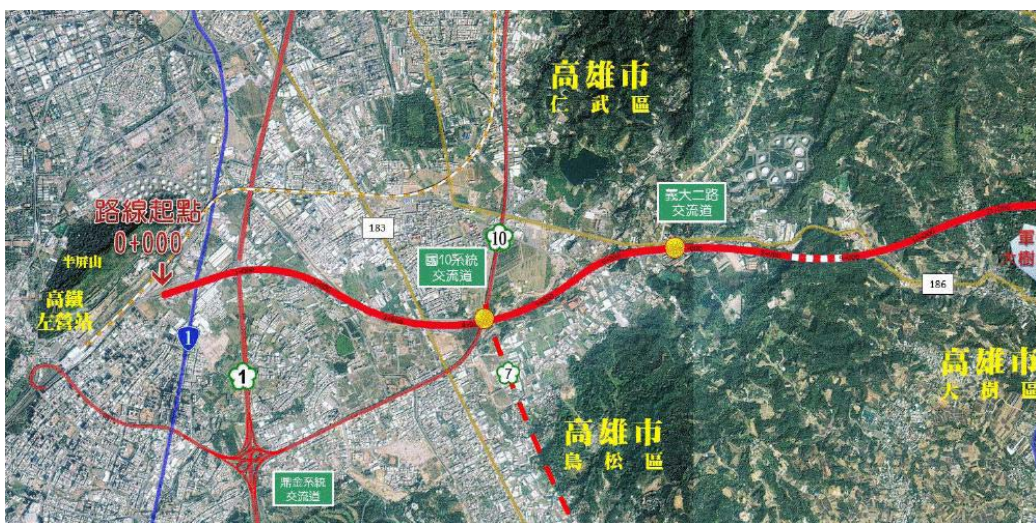 高雄市
仁武區
義大二路
交流道
路線起點
0+000
183
國10系統
交流道
10
半屏山
高鐵
左營站
186
1
1
7
高雄市
大樹區
高雄市
鳥松區
鼎金系統
交流道